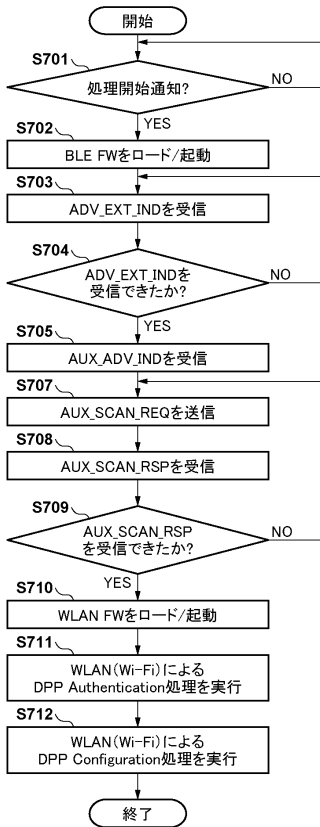 開始
S701
処理開始通知?
NO
YES
S702
BLE FWをロード/起動
S703
ADV_EXT_INDを受信
S704
ADV_EXT_INDを
受信できたか?
NO
YES
S705
AUX_ADV_INDを受信
S707
AUX_SCAN_REQを送信
S708
AUX_SCAN_RSPを受信
S709
AUX_SCAN_RSP
を受信できたか?
NO
YES
S710
WLAN FWをロード/起動
S711
WLAN(Wi-Fi)による
DPP Authentication処理を実行
S712
WLAN(Wi-Fi)による
DPP Configuration処理を実行
終了